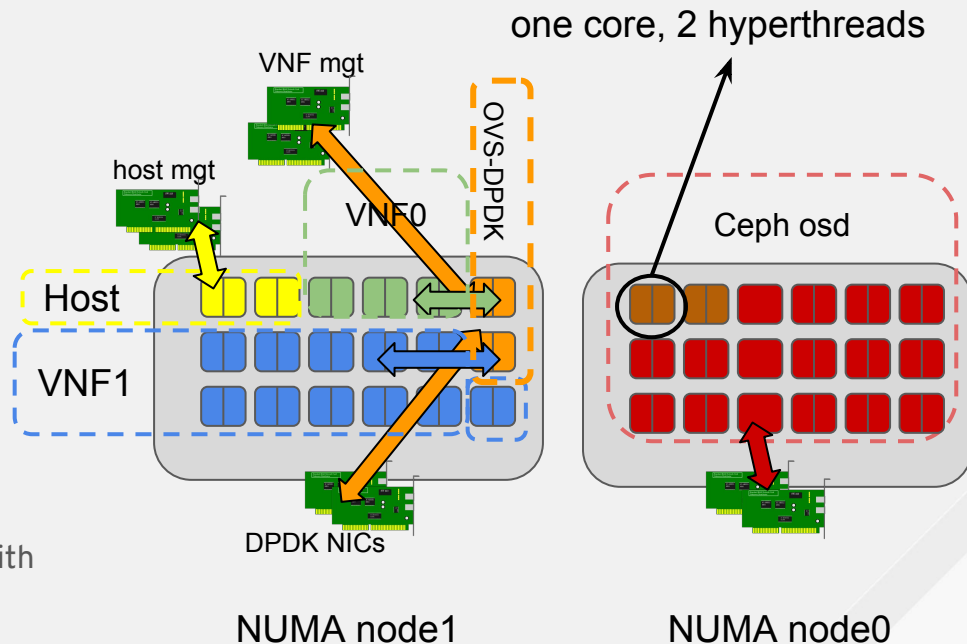 one core, 2 hyperthreads
VNF mgt
OVS-DPDK
host mgt
VNF0
Ceph osd
Host
VNF1
DPDK NICs
ith
NUMA node1
NUMA node0